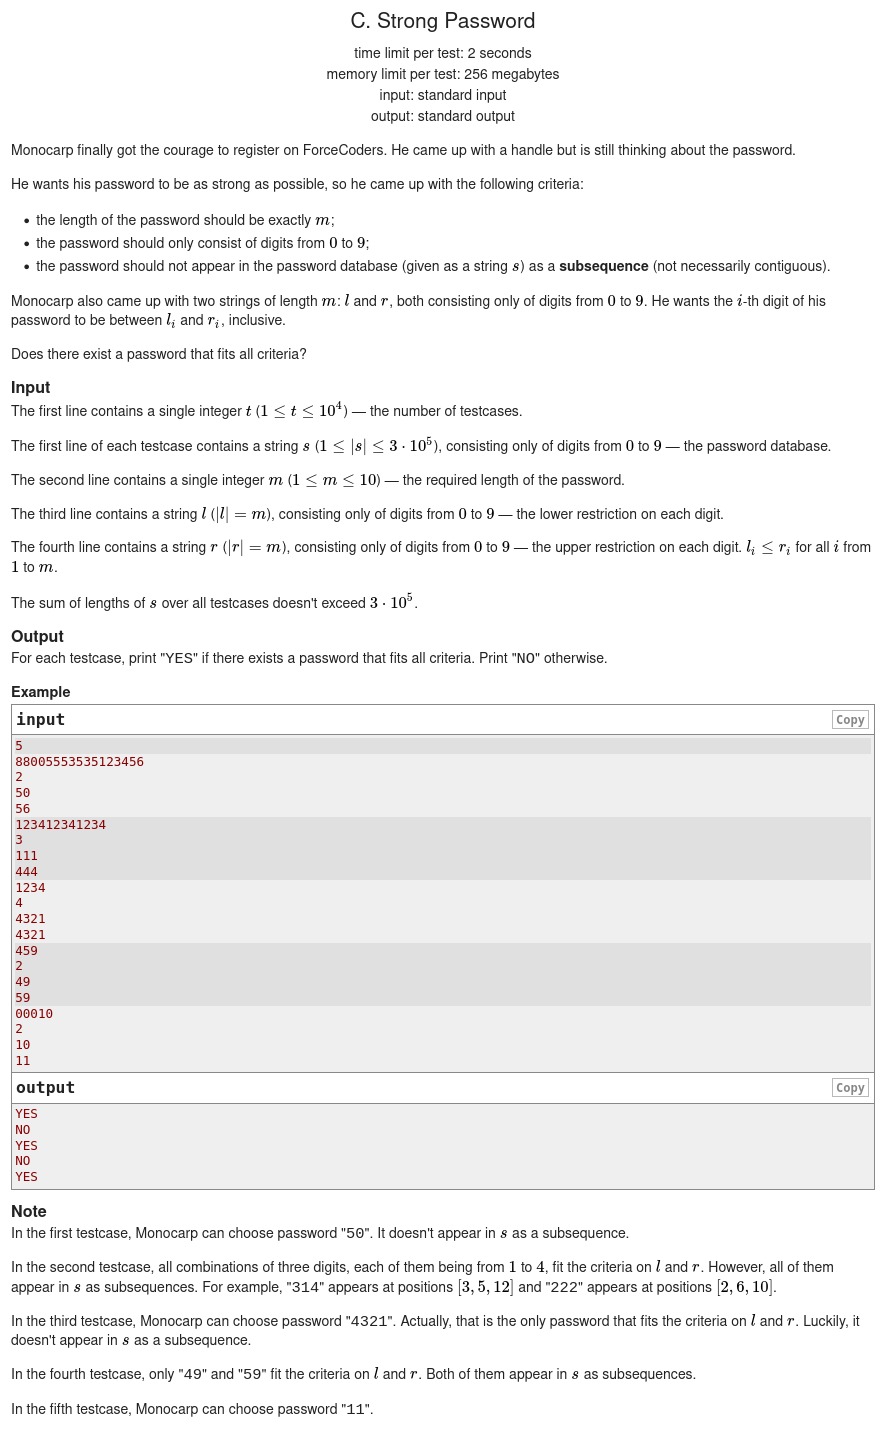 C. Strong Password
time limit per test: 2 seconds
memory limit per test: 256 megabytes
input: standard input
output: standard output
Monocarp finally got the courage to register on ForceCoders. He came up with a handle but is still thinking about the password.
He wants his password to be as strong as possible, so he came up with the following criteria:
• the length of the password should be exactly m;
• the password should only consist of digits from 0 to 9;
• the password should not appear in the password database (given as a string s) as a subsequence (not necessarily contiguous).
Monocarp also came up with two strings of length m: l and r, both consisting only of digits from 0 to 9. He wants the i-th digit of his
password to be between l_i and r_i, inclusive.
Does there exist a password that fits all criteria?
Input
The first line contains a single integer t (1 ≤ t ≤ 10^4) — the number of testcases.
The first line of each testcase contains a string s (1 ≤ |s| ≤ 3 · 10^5), consisting only of digits from 0 to 9 — the password database.
The second line contains a single integer m (1 ≤ m ≤ 10) — the required length of the password.
The third line contains a string l (|l| = m), consisting only of digits from 0 to 9 — the lower restriction on each digit.
The fourth line contains a string r (|r| = m), consisting only of digits from 0 to 9 — the upper restriction on each digit. l_i ≤ r_i for all i from
1 to m.
The sum of lengths of s over all testcases doesn't exceed 3 · 10^5.
Output
For each testcase, print "YES" if there exists a password that fits all criteria. Print "NO" otherwise.
Example
input Copy
5
88005553535123456
2
50
56
123412341234
3
111
444
1234
4
4321
4321
459
2
49
59
00010
2
10
11
output Copy
YES
NO
YES
NO
YES
Note
In the first testcase, Monocarp can choose password "50". It doesn't appear in s as a subsequence.
In the second testcase, all combinations of three digits, each of them being from 1 to 4, fit the criteria on l and r. However, all of them
appear in s as subsequences. For example, "314" appears at positions [3, 5, 12] and "222" appears at positions [2, 6, 10].
In the third testcase, Monocarp can choose password "4321". Actually, that is the only password that fits the criteria on l and r. Luckily, it
doesn't appear in s as a subsequence.
In the fourth testcase, only "49" and "59" fit the criteria on l and r. Both of them appear in s as subsequences.
In the fifth testcase, Monocarp can choose password "11".